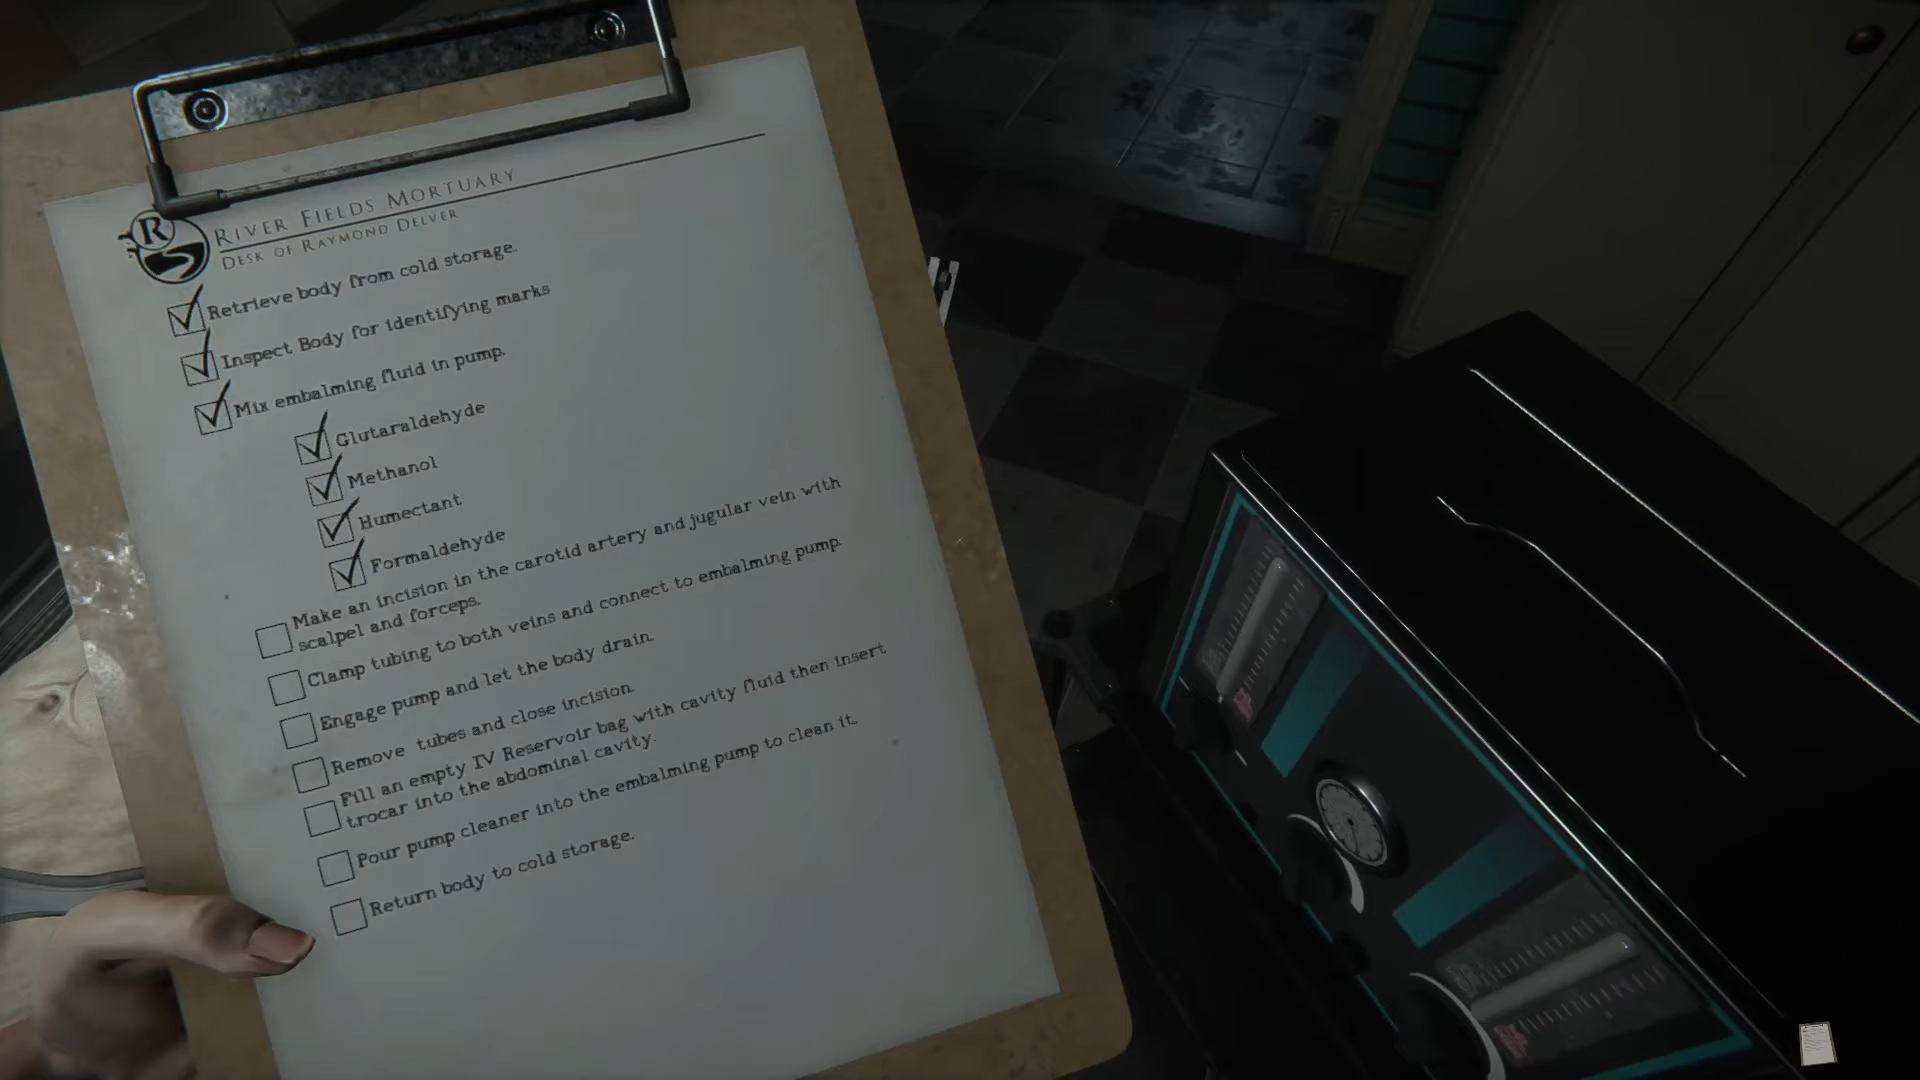 RIVER FIELDS MORTUARY
DESK OF RAYMOND DELVER
R
Retrieve body from cold storage.
Inspect Body for identifying marks
Mix embalming fluid in pump.
Glutaraldehyde
Methanol
Humectant
Formaldehyde
Make an incision in the carotid artery and jugular vein with
scalpel and forceps.
Clamp tubing to both veins and connect to embalming pump.
Engage pump and let the body drain.
Remove tubes and close incision.
Fill an empty IV Reservoir bag with cavity fluid then insert
trocar into the abdominal cavity.
Pour pump cleaner into the embalming pump to clean it.
Return body to cold storage.